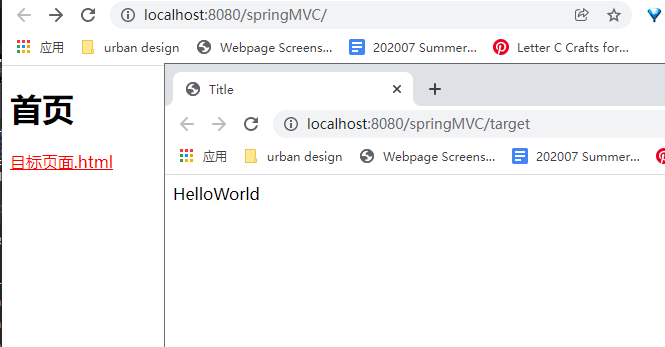 localhost:8080/springMVC/
应用 urban design Webpage Screens... 202007 Summer... Letter C Crafts for...
首页
目标页面.html
Title
localhost:8080/springMVC/target
应用 urban design Webpage Screens... 202007 Summer...
HelloWorld